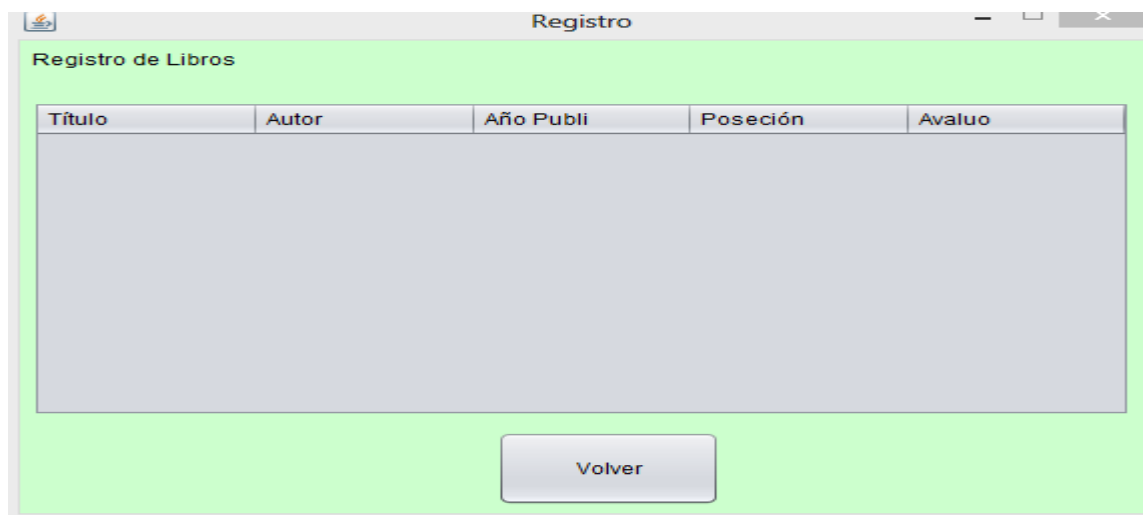 Registro
Registro de Libros
Título Autor Año Publi Poseción Avaluo
Volver